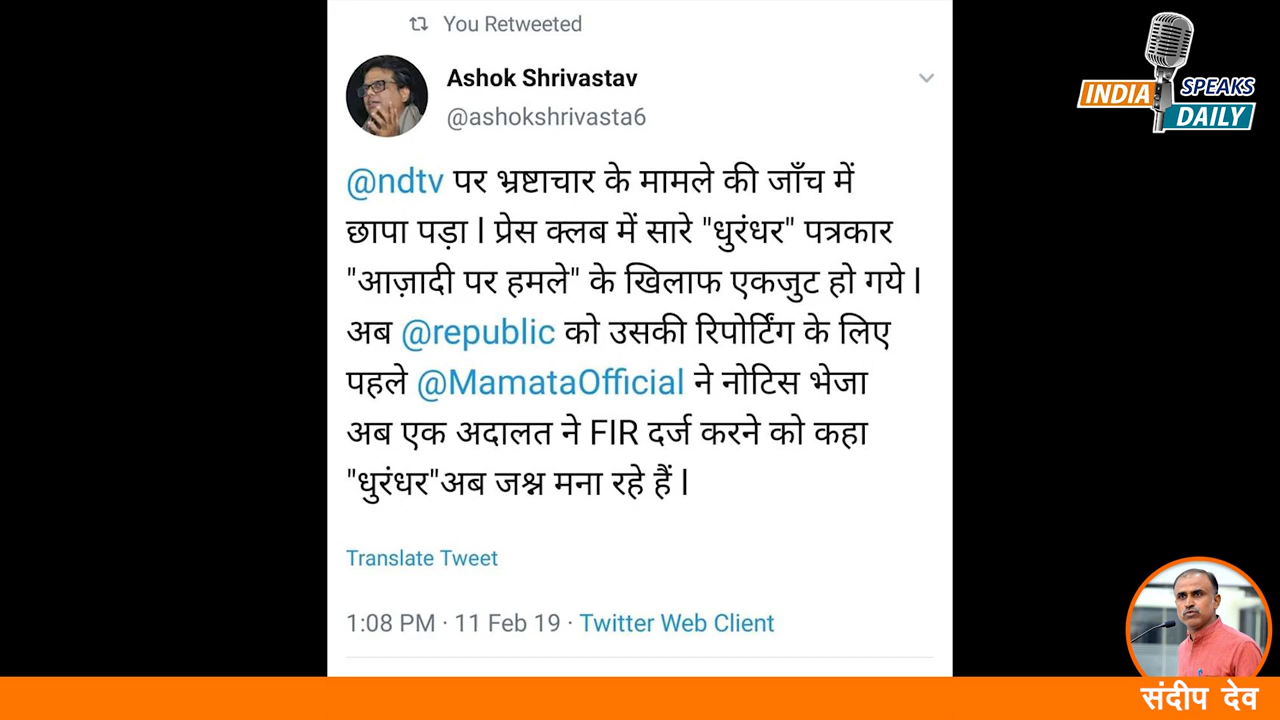 You Retweeted
Ashok Shrivastav
@ashokshrivasta6
@ndtv पर भ्रष्टाचार के मामले की जाँच में
छापा पड़ा l प्रेस क्लब में सारे "धुरंधर" पत्रकार
"आज़ादी पर हमले" के खिलाफ एकजुट हो गये l
अब @republic को उसकी रिपोर्टिंग के लिए
पहले @MamataOfficial ने नोटिस भेजा
अब एक अदालत ने FIR दर्ज करने को कहा
"धुरंधर"अब जश्न मना रहे हैं l
Translate Tweet
1:08 PM · 11 Feb 19 · Twitter Web Client
INDIA SPEAKS
DAILY
संदीप देव